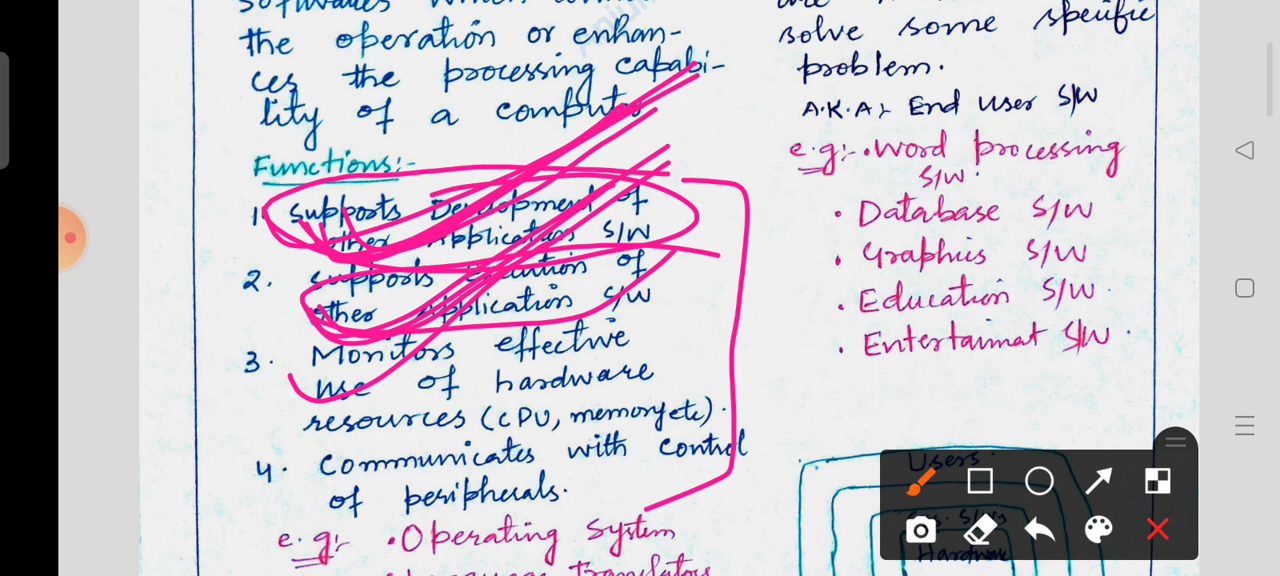 the operation or enhan-
ces the processing capabi-
lity of a computer
Functions:-
1. Supports Development of
other Application S/W
2. Supports execution of
other Application S/W
3. Monitors effective
use of hardware
resources (CPU, memory etc).
4. Communicates with control
of peripherals.
e.g:- •Operating System
solve some specific
problem.
A.K.A:- End User S/W
e.g:- •Word processing
S/W.
• Database S/W
• Graphics S/W
• Education S/W.
• Entertaimat S/W.
Users
Hardware